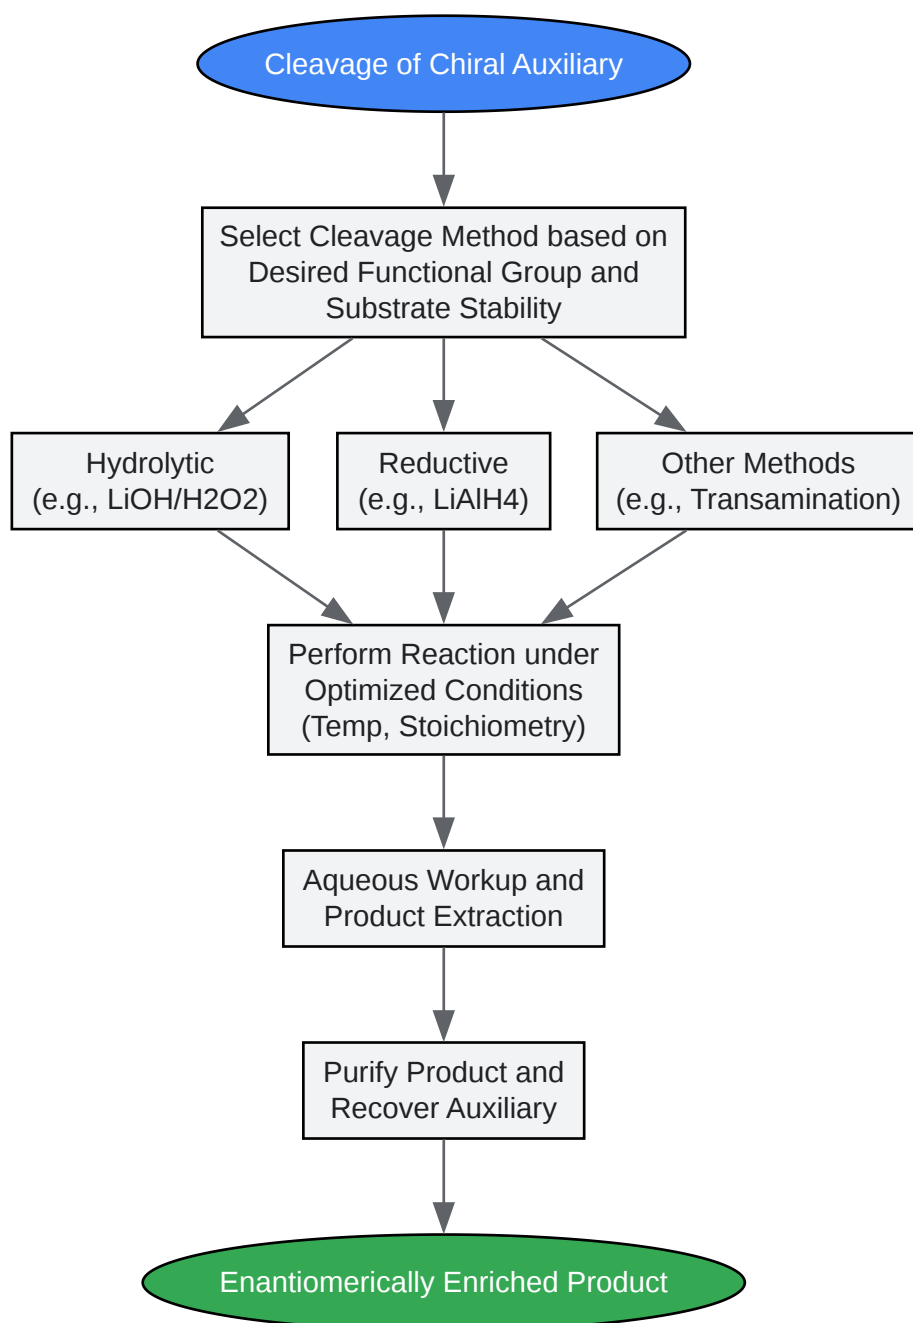 Cleavage of Chiral Auxiliary
Select Cleavage Method based on
Desired Functional Group and
Substrate Stability
Hydrolytic
(e.g., LiOH/H2O2)
Reductive
(e.g., LiAlH4)
Other Methods
(e.g., Transamination)
Perform Reaction under
Optimized Conditions
(Temp, Stoichiometry)
Aqueous Workup and
Product Extraction
Purify Product and
Recover Auxiliary
Enantiomerically Enriched Product